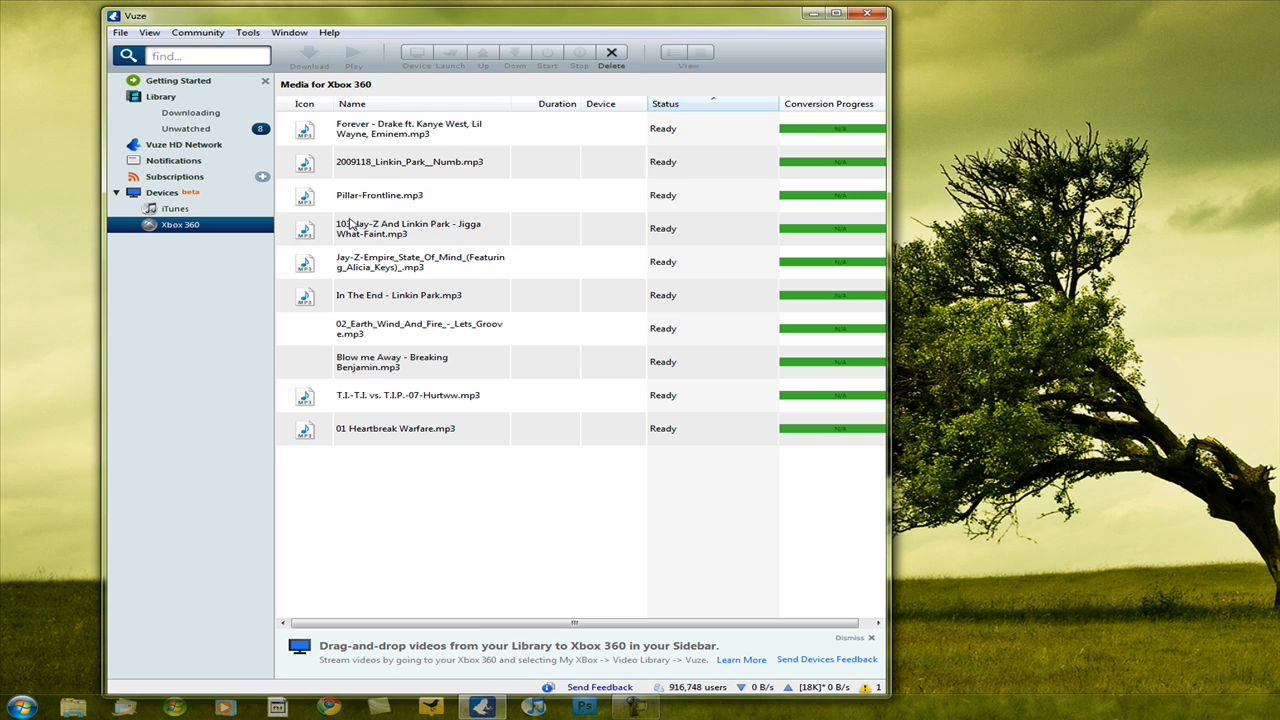 Vuze
File View Community Tools Window Help
find...
Download Play Device Launch Up Down Start Stop Delete View
Getting Started
Library
Downloading
Unwatched 8
Vuze HD Network
Notifications
Subscriptions
Devices beta
iTunes
Xbox 360
Media for Xbox 360
Icon Name Duration Device Status Conversion Progress
Forever - Drake ft. Kanye West, Lil
Wayne, Eminem.mp3
Ready N/A
2009118_Linkin_Park__Numb.mp3 Ready N/A
Pillar-Frontline.mp3 Ready N/A
Jay-Z And Linkin Park - Jigga
What-Faint.mp3
Ready N/A
Jay-Z-Empire_State_Of_Mind_(Featurin
g_Alicia_Keys)_.mp3
Ready N/A
In The End - Linkin Park.mp3 Ready N/A
02_Earth_Wind_And_Fire_-_Lets_Groov
e.mp3
Ready N/A
Blow me Away - Breaking
Benjamin.mp3
Ready N/A
T.I.-T.I. vs. T.I.P.-07-Hurtww.mp3 Ready N/A
01 Heartbreak Warfare.mp3 Ready N/A
Dismiss
Drag-and-drop videos from your Library to Xbox 360 in your Sidebar.
Stream videos by going to your Xbox 360 and selecting My XBox -> Video Library -> Vuze. Learn More Send Devices Feedback
Send Feedback 916,748 users 0 B/s [18K]* 0 B/s 1
Ps